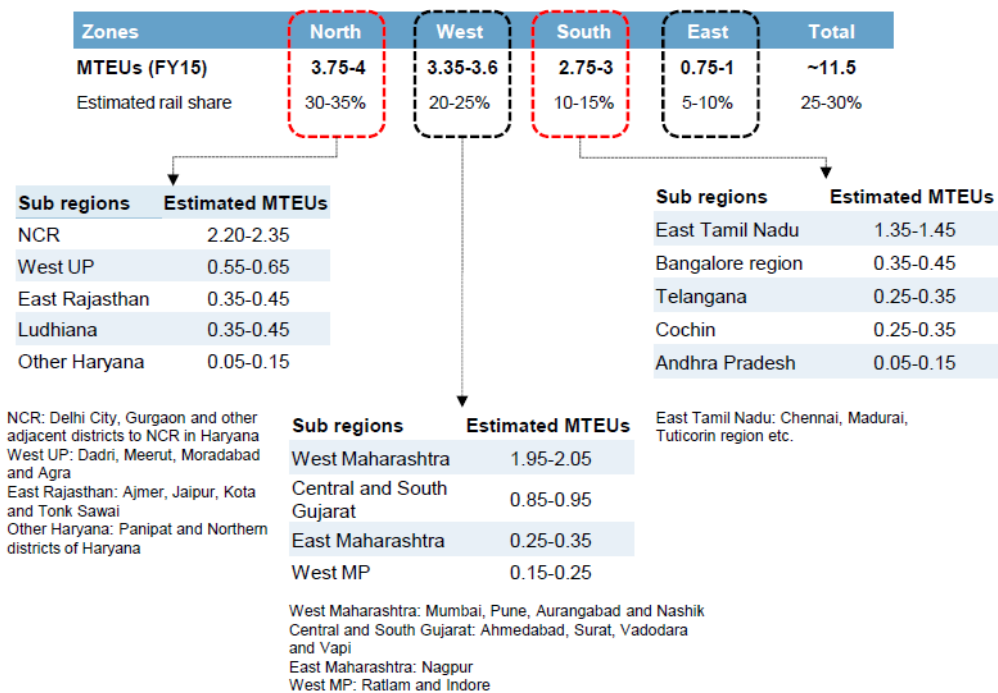 Zones North West South East Total
MTEUs (FY15) 3.75-4 3.35-3.6 2.75-3 0.75-1 ~11.5
Estimated rail share 30-35% 20-25% 10-15% 5-10% 25-30%
Sub regions Estimated MTEUs
NCR 2.20-2.35
West UP 0.55-0.65
East Rajasthan 0.35-0.45
Ludhiana 0.35-0.45
Other Haryana 0.05-0.15
NCR: Delhi City, Gurgaon and other
adjacent districts to NCR in Haryana
West UP: Dadri, Meerut, Moradabad
and Agra
East Rajasthan: Ajmer, Jaipur, Kota
and Tonk Sawai
Other Haryana: Panipat and Northern
districts of Haryana
Sub regions Estimated MTEUs
West Maharashtra 1.95-2.05
Central and South
Gujarat 0.85-0.95
East Maharashtra 0.25-0.35
West MP 0.15-0.25
West Maharashtra: Mumbai, Pune, Aurangabad and Nashik
Central and South Gujarat: Ahmedabad, Surat, Vadodara
and Vapi
East Maharashtra: Nagpur
West MP: Ratlam and Indore
Sub regions Estimated MTEUs
East Tamil Nadu 1.35-1.45
Bangalore region 0.35-0.45
Telangana 0.25-0.35
Cochin 0.25-0.35
Andhra Pradesh 0.05-0.15
East Tamil Nadu: Chennai, Madurai,
Tuticorin region etc.